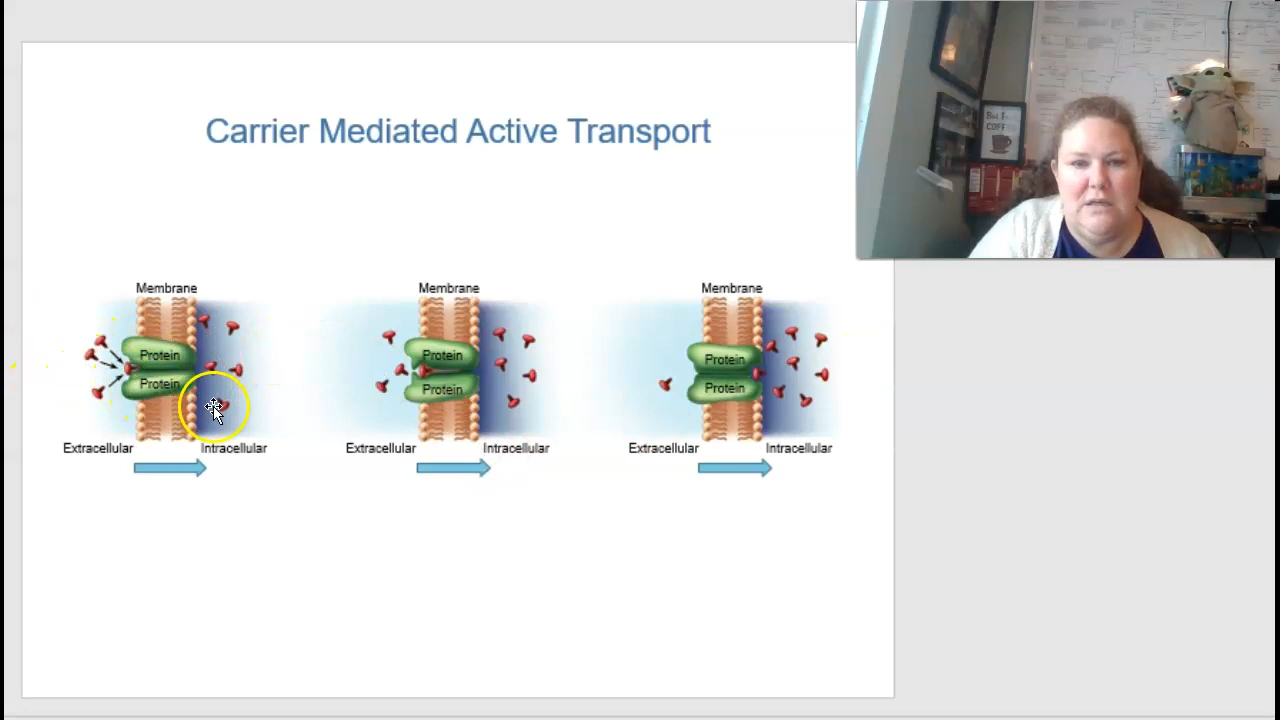 Carrier Mediated Active Transport
Membrane
Protein
Protein
Extracellular
Intracellular
Membrane
Protein
Protein
Extracellular
Intracellular
Membrane
Protein
Protein
Extracellular
Intracellular
COFF